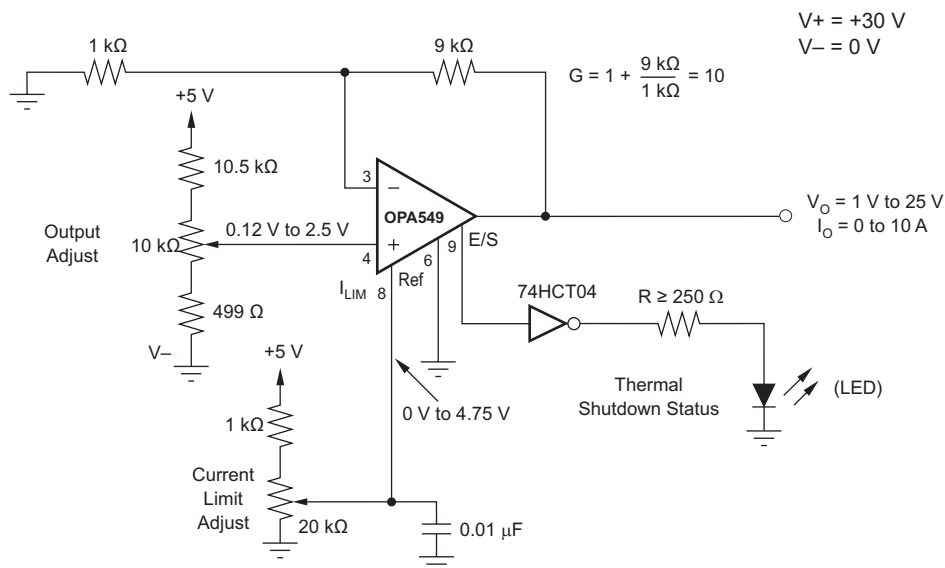 V+ = +30 V
V– = 0 V
1 kΩ
9 kΩ
G = 1 + 9 kΩ / 1 kΩ = 10
+5 V
10.5 kΩ
Output
Adjust
10 kΩ
0.12 V to 2.5 V
499 Ω
V–
3
–
OPA549
+
4
I_LIM
8
Ref
6
9
E/S
V_O = 1 V to 25 V
I_O = 0 to 10 A
74HCT04
R ≥ 250 Ω
Thermal
Shutdown Status
(LED)
+5 V
0 V to 4.75 V
1 kΩ
Current
Limit
Adjust
20 kΩ
0.01 μF